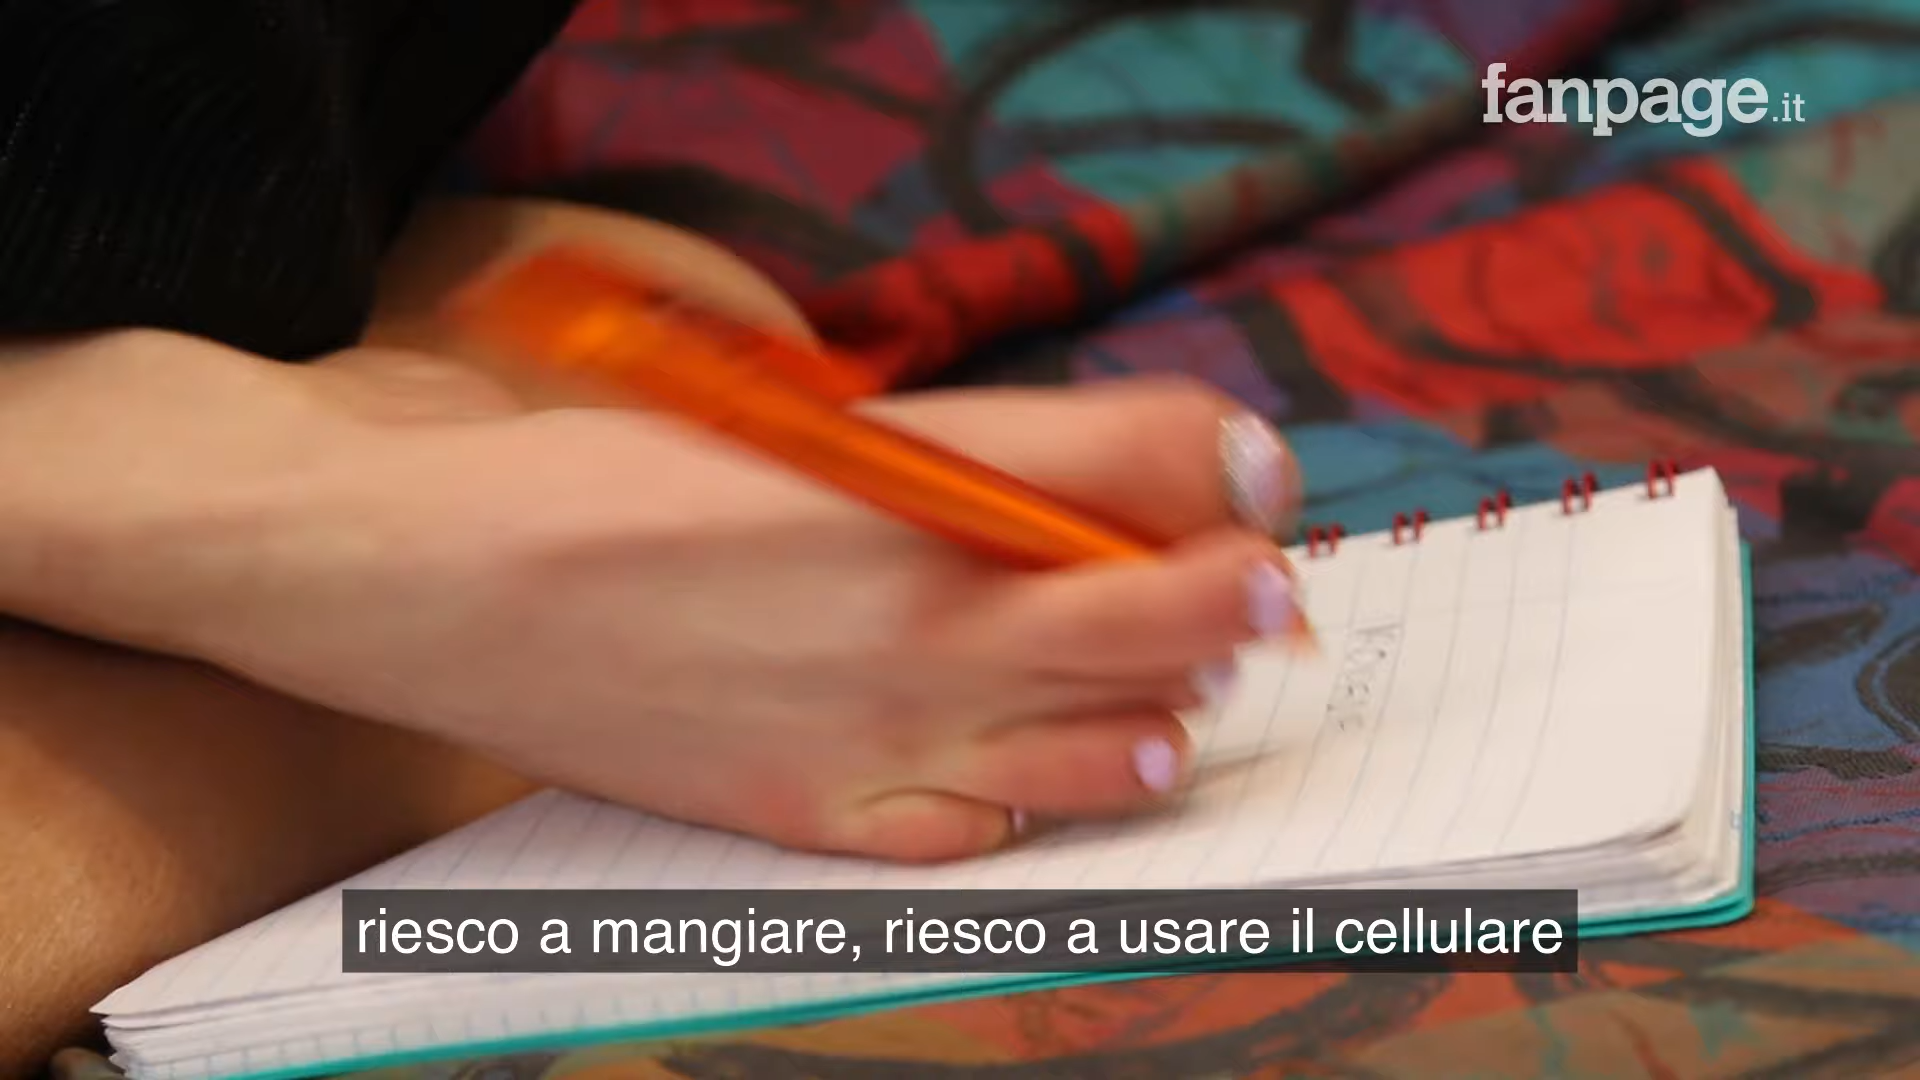 fanpage.it
riesco a mangiare, riesco a usare il cellulare